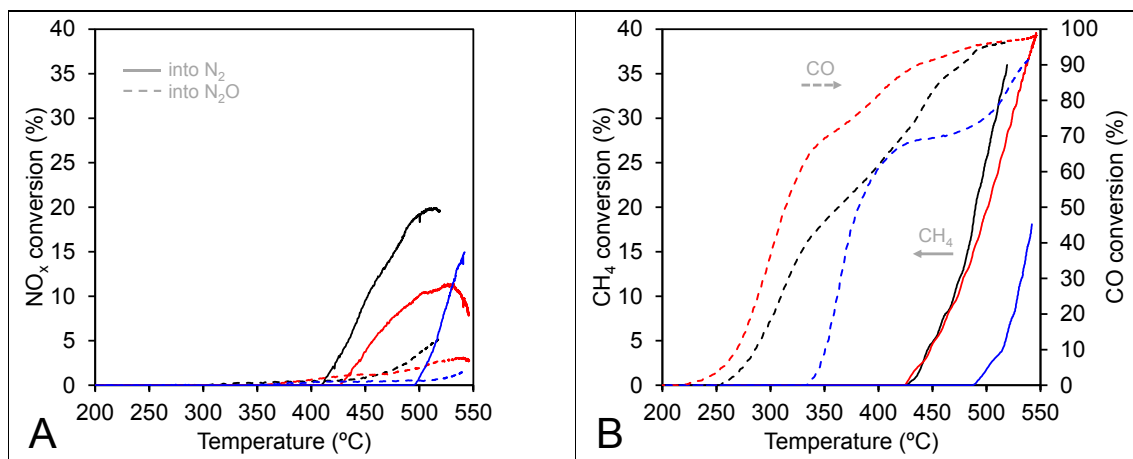 40
35
30
25
20
15
10
5
0
NOₓ conversion (%)
into N₂
into N₂O
200 250 300 350 400 450 500 550
Temperature (ºC)
A
40
35
30
25
20
15
10
5
0
CH₄ conversion (%)
CO
CH₄
100
90
80
70
60
50
40
30
20
10
0
CO conversion (%)
200 250 300 350 400 450 500 550
Temperature (ºC)
B